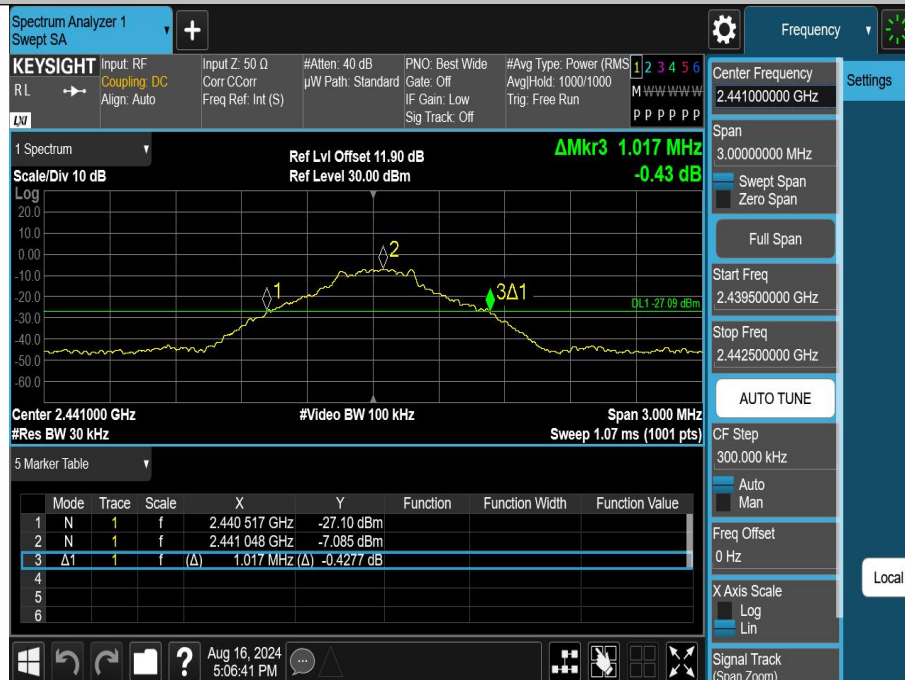 Spectrum Analyzer 1
Swept SA
+
Frequency
KEYSIGHT
RL
LXI
Input: RF
Coupling: DC
Align: Auto
Input Z: 50 Ω
Corr CCorr
Freq Ref: Int (S)
#Atten: 40 dB
µW Path: Standard
PNO: Best Wide
Gate: Off
IF Gain: Low
Sig Track: Off
#Avg Type: Power (RMS
Avg|Hold: 1000/1000
Trig: Free Run
1 2 3 4 5 6
M W W W W W
P P P P P P
1 Spectrum
Scale/Div 10 dB
Ref Lvl Offset 11.90 dB
Ref Level 30.00 dBm
ΔMkr3 1.017 MHz
-0.43 dB
Log
20.0
10.0
0.00
-10.0
-20.0
-30.0
-40.0
-50.0
-60.0
1
2
3Δ1
DL1 -27.09 dBm
Center 2.441000 GHz
#Video BW 100 kHz
Span 3.000 MHz
#Res BW 30 kHz
Sweep 1.07 ms (1001 pts)
5 Marker Table
Mode Trace Scale X Y Function Function Width Function Value
1 N 1 f 2.440 517 GHz -27.10 dBm
2 N 1 f 2.441 048 GHz -7.085 dBm
3 Δ1 1 f (Δ) 1.017 MHz (Δ) -0.4277 dB
4
5
6
?
Aug 16, 2024
5:06:41 PM
Center Frequency
2.441000000 GHz
Span
3.00000000 MHz
Swept Span
Zero Span
Full Span
Start Freq
2.439500000 GHz
Stop Freq
2.442500000 GHz
AUTO TUNE
CF Step
300.000 kHz
Auto
Man
Freq Offset
0 Hz
X Axis Scale
Log
Lin
Signal Track
(Span Zoom)
Settings
Local